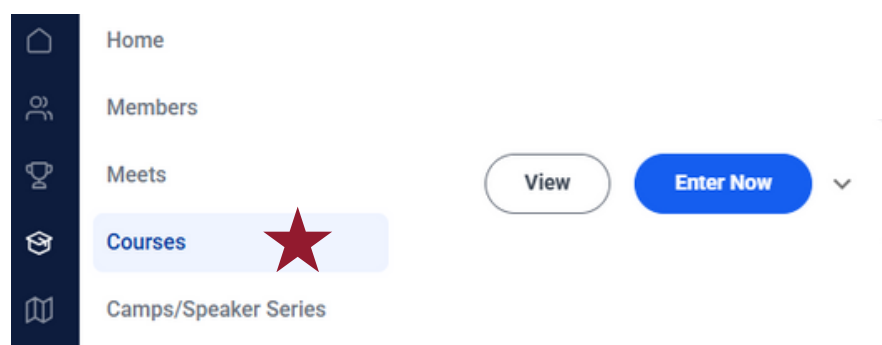 Home
Members
Meets
View
Enter Now
Courses
Camps/Speaker Series